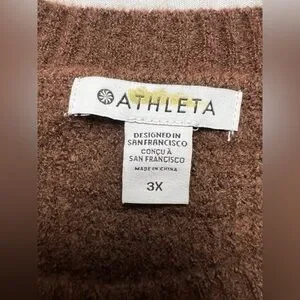 ATHLETA
DESIGNED IN
SAN FRANCISCO
CONÇU À
SAN FRANCISCO
MADE IN CHINA
3X